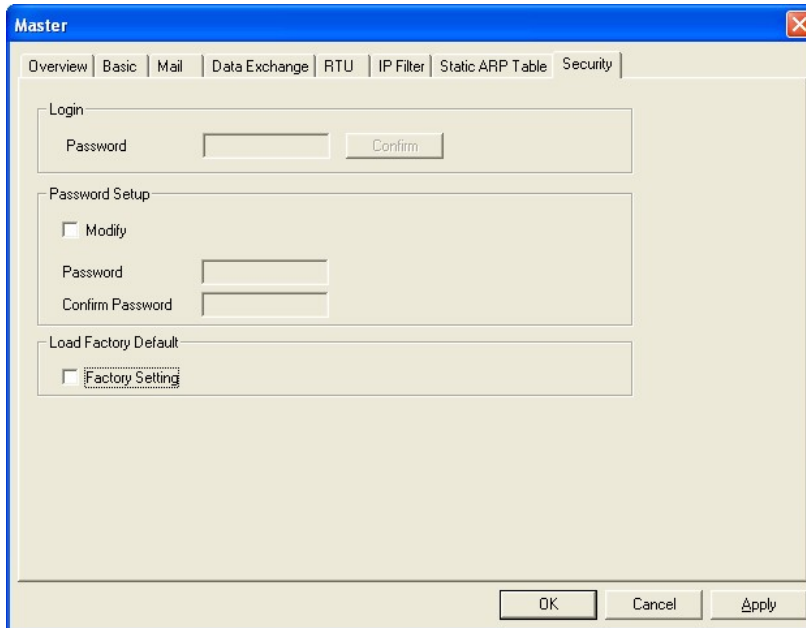 Master
Overview Basic Mail Data Exchange RTU IP Filter Static ARP Table Security
Login
Password Confirm
Password Setup
Modify
Password
Confirm Password
Load Factory Default
Factory Setting
OK Cancel Apply